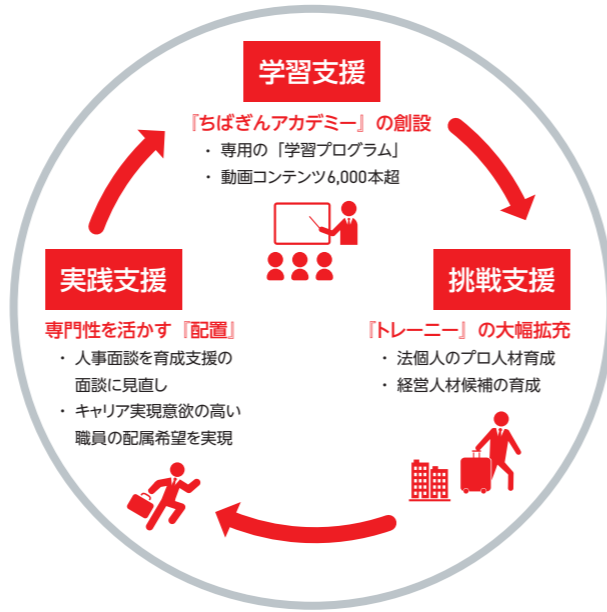 学習支援
『ちばぎんアカデミー』の創設
・ 専用の「学習プログラム」
・ 動画コンテンツ6,000本超
挑戦支援
『トレーニー』の大幅拡充
・ 法個人のプロ人材育成
・ 経営人材候補の育成
実践支援
専門性を活かす『配置』
・ 人事面談を育成支援の
面談に見直し
・ キャリア実現意欲の高い
職員の配属希望を実現